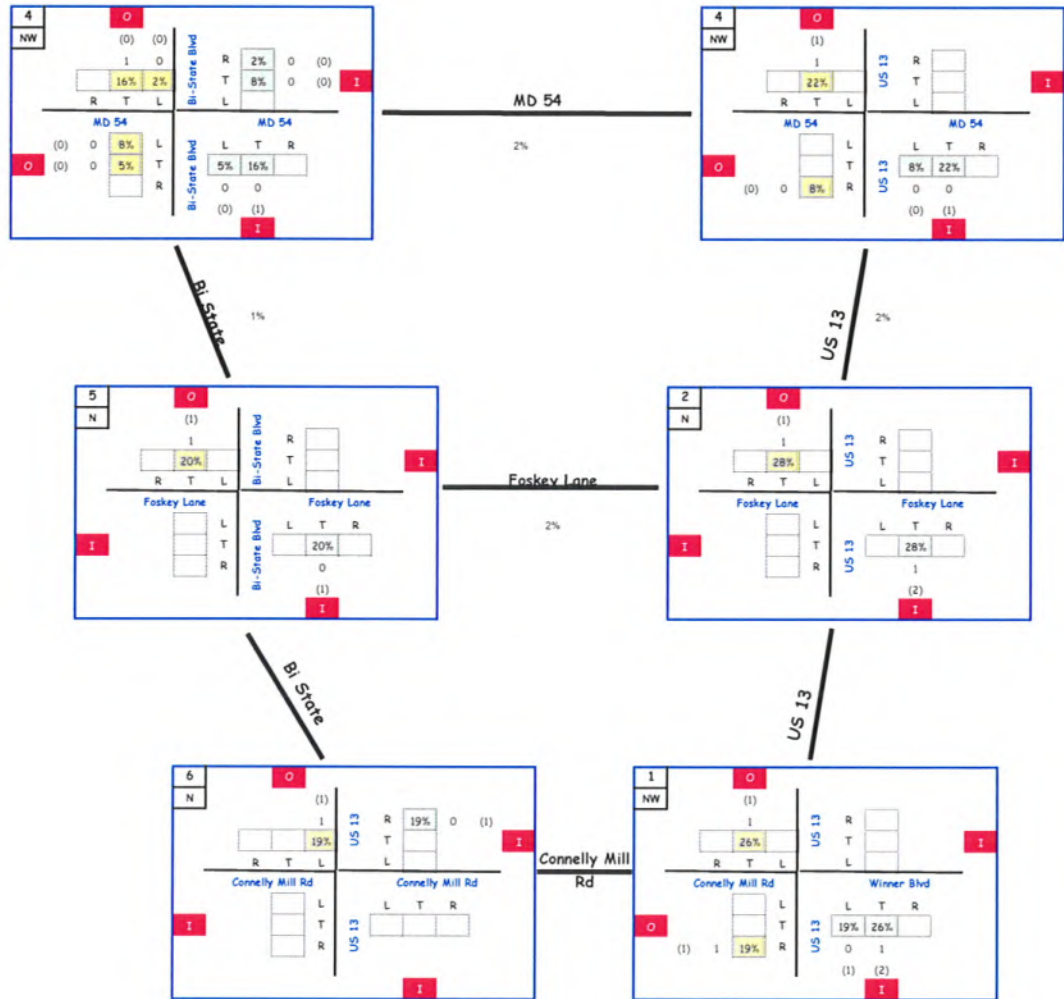 4
NW
O
(0) (0)
1 0
16% 2%
R T L
Bi-State Blvd
R 2% 0 (0)
T 8% 0 (0)
L
I
MD 54
MD 54
(0) 0 8% L
(0) 0 5% T
R
O
Bi-State Blvd
L T R
5% 16%
0 0
(0) (1)
I
MD 54
2%
4
NW
O
(1)
1
22%
R T L
US 13
R
T
L
I
MD 54
MD 54
L
T
(0) 0 8% R
O
US 13
L T R
8% 22%
0 0
(0) (1)
I
Bi State
1%
US 13
2%
5
N
O
(1)
1
20%
R T L
Bi-State Blvd
R
T
L
I
Foskey Lane
Foskey Lane
L
T
R
I
Bi-State Blvd
L T R
20%
0
(1)
I
Foskey Lane
2%
2
N
O
(1)
1
28%
R T L
US 13
R
T
L
I
Foskey Lane
Foskey Lane
L
T
R
I
US 13
L T R
28%
1
(2)
I
Bi State
US 13
6
N
O
(1)
1
19%
R T L
US 13
R 19% 0 (1)
T
L
I
Connelly Mill Rd
Connelly Mill Rd
L
T
R
I
US 13
L T R
I
Connelly Mill
Rd
1
NW
O
(1)
1
26%
R T L
US 13
R
T
L
I
Connelly Mill Rd
Winner Blvd
L
T
(1) 1 19% R
O
US 13
L T R
19% 26%
0 1
(1) (2)
I